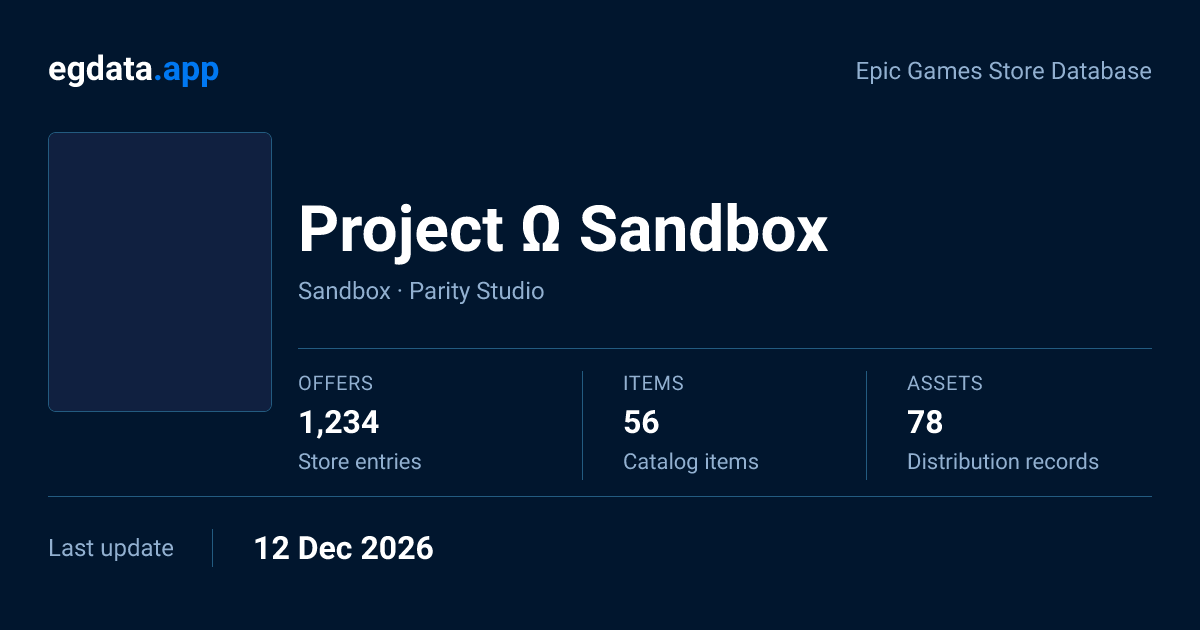 egdata.app
Epic Games Store Database
Project Ω Sandbox
Sandbox · Parity Studio
OFFERS
1,234
Store entries
ITEMS
56
Catalog items
ASSETS
78
Distribution records
Last update
12 Dec 2026